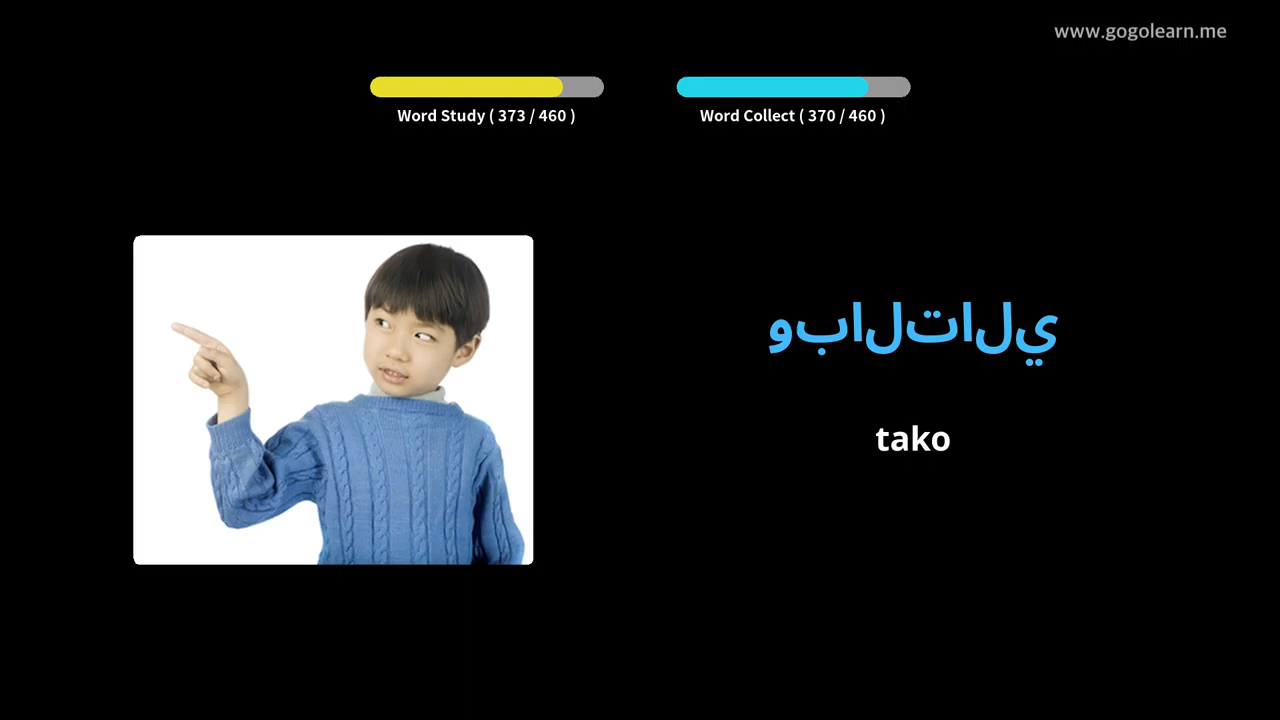 www.gogolearn.me
Word Study ( 373 / 460 )
Word Collect ( 370 / 460 )
وبالتالي
tako